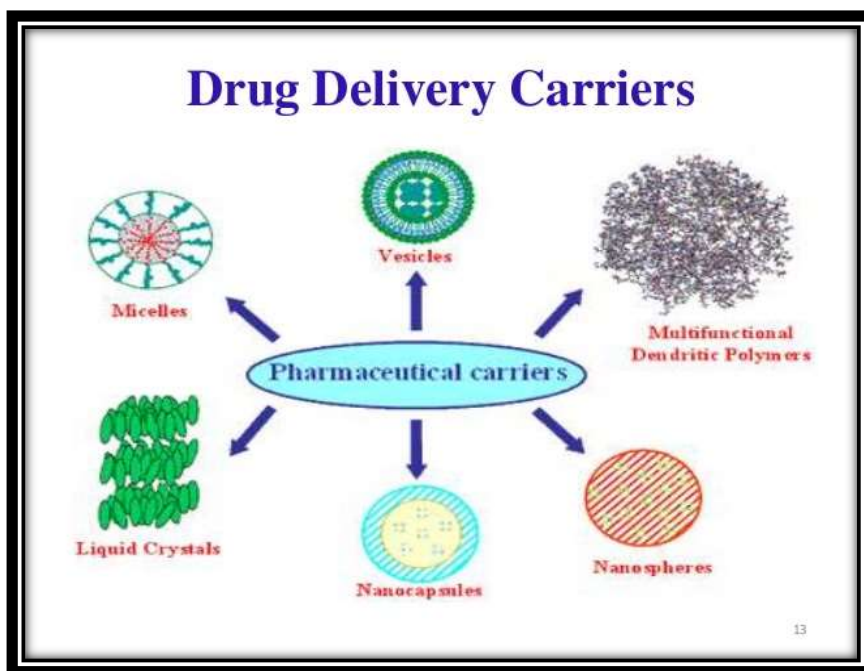 Drug Delivery Carriers
Vesicles
Micelles
Multifunctional
Dendritic Polymers
Pharmaceutical carriers
Liquid Crystals
Nanocapsules
Nanospheres
13